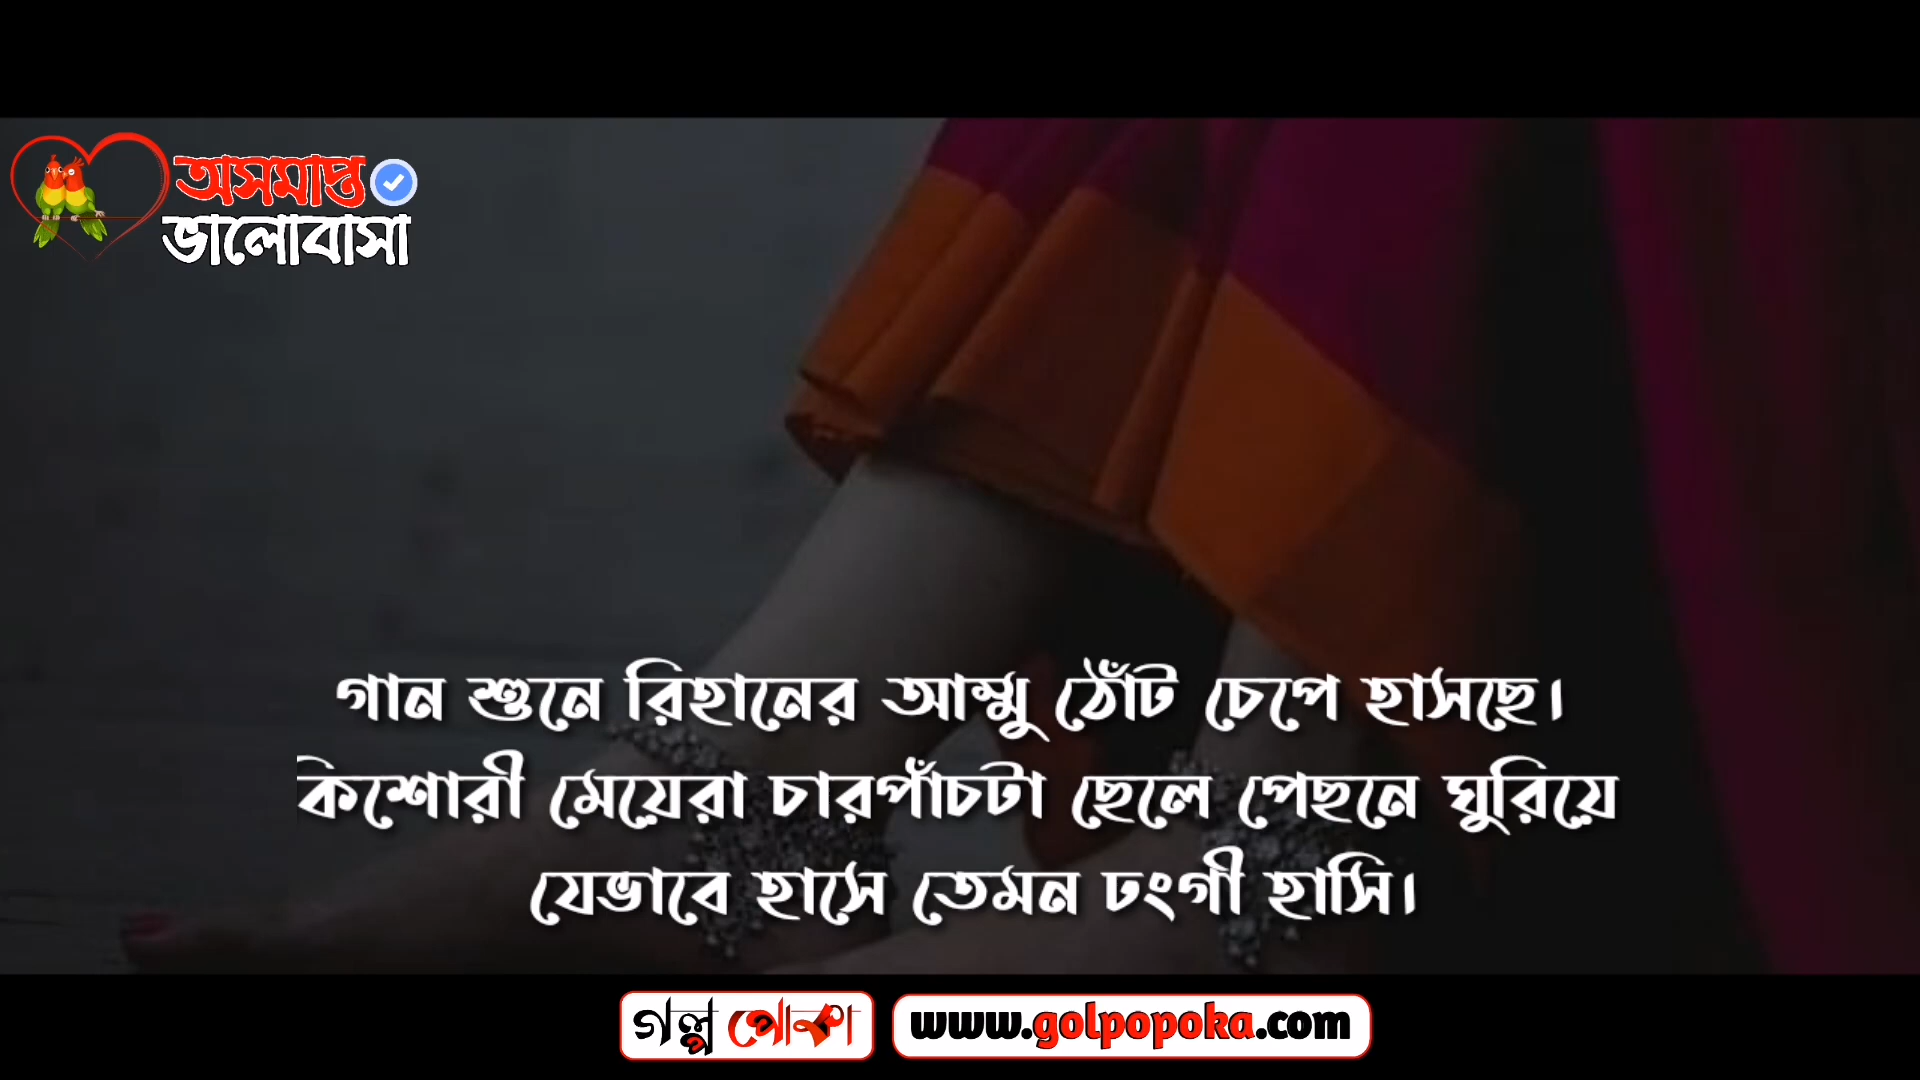 অসমাপ্ত
ভালোবাসা
গান শুনে রিহানের আম্মু ঠোঁট চেপে হাসছে।
কিশোরী মেয়েরা চারপাঁচটা ছেলে পেছনে ঘুরিয়ে
যেভাবে হাসে তেমন ঢংগী হাসি।
গল্প পোকা
www.golpopoka.com